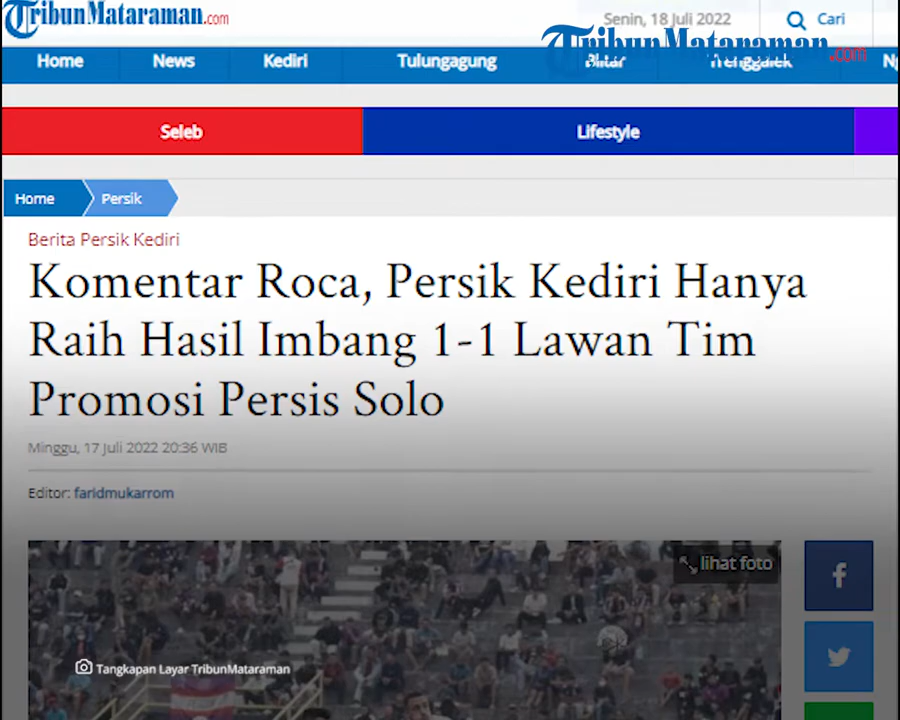 TribunMataraman.com
Senin, 18 Juli 2022
Cari
TribunMataraman.com
Home
News
Kediri
Tulungagung
Blitar
Trenggalek
Seleb
Lifestyle
Home
Persik
Berita Persik Kediri
Komentar Roca, Persik Kediri Hanya
Raih Hasil Imbang 1-1 Lawan Tim
Promosi Persis Solo
Minggu, 17 Juli 2022 20:36 WIB
Editor: faridmukarrom
lihat foto
Tangkapan Layar TribunMataraman